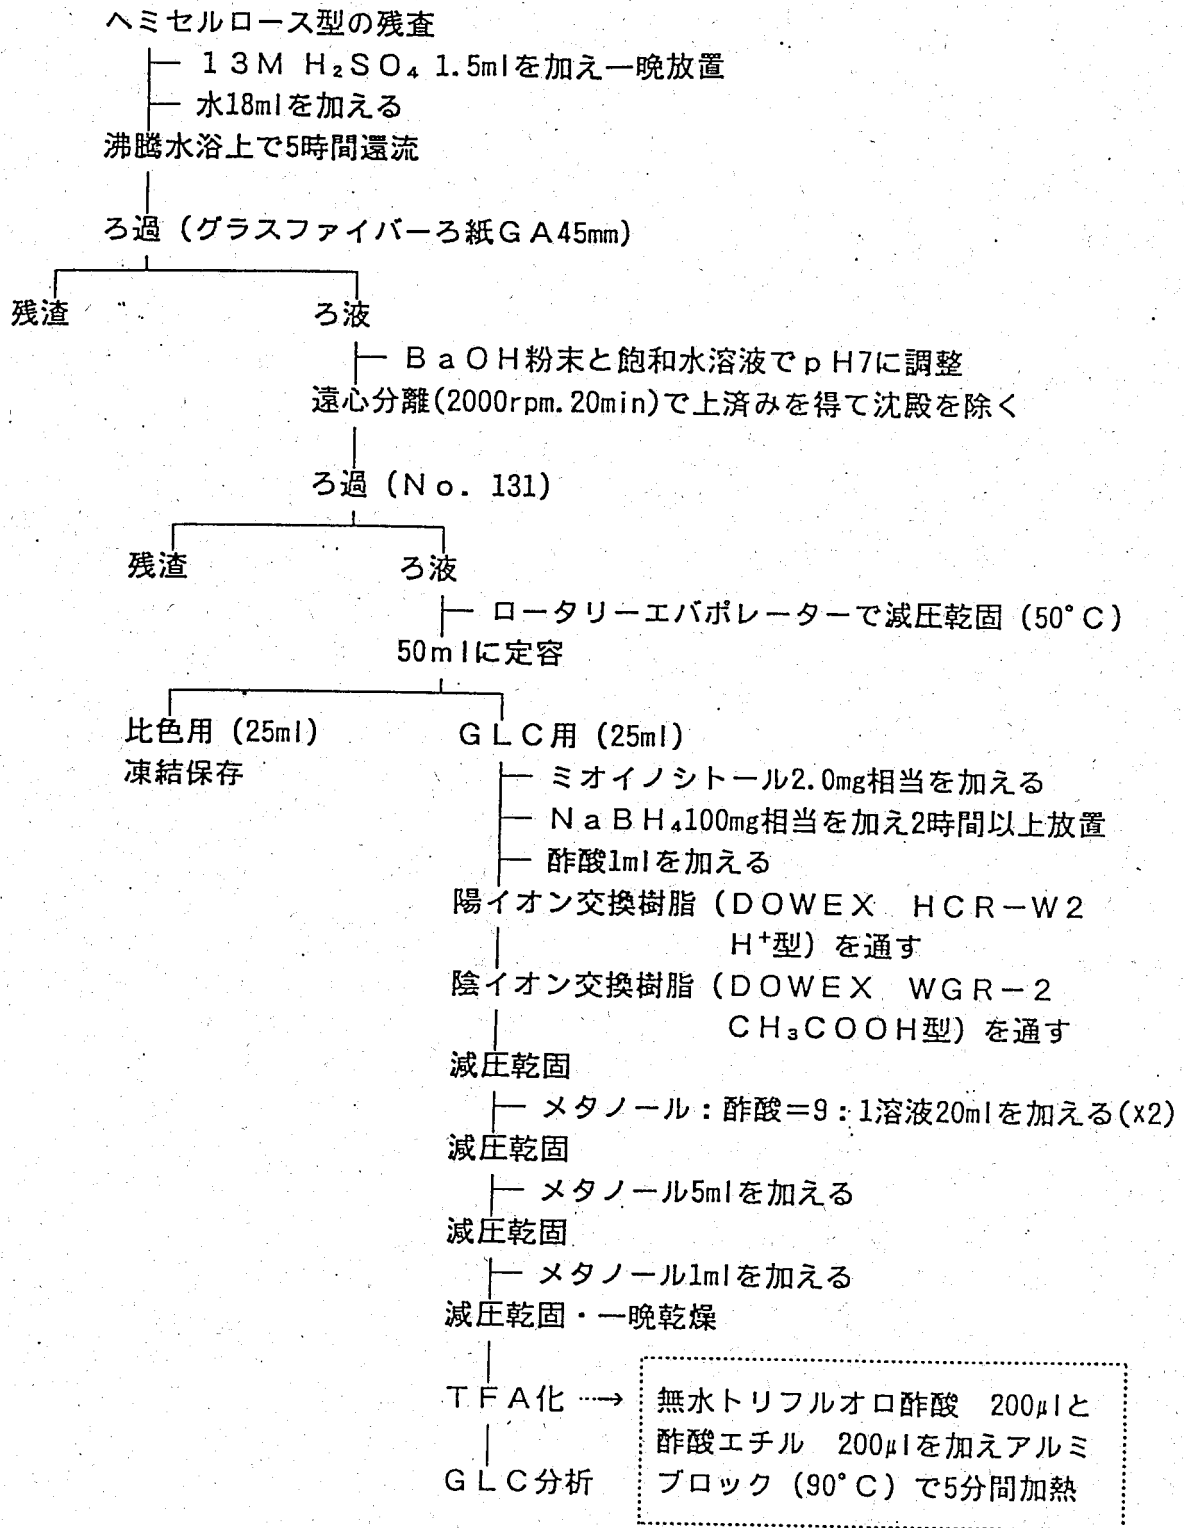 ヘミセルロース型の残査
13M H₂SO₄ 1.5mlを加え一晩放置
水18mlを加える
沸騰水浴上で5時間還流
ろ過（グラスファイバーろ紙GA45mm）
残渣
ろ液
BaOH粉末と飽和水溶液でpH7に調整
遠心分離(2000rpm.20min)で上済みを得て沈殿を除く
ろ過（No. 131）
残渣
ろ液
ロータリーエバポレーターで減圧乾固（50°C）
50mlに定容
比色用（25ml）
凍結保存
GLC用（25ml）
ミオイノシトール2.0mg相当を加える
NaBH₄100mg相当を加え2時間以上放置
酢酸1mlを加える
陽イオン交換樹脂（DOWEX HCR－W2
H⁺型）を通す
陰イオン交換樹脂（DOWEX WGR－2
CH₃COOH型）を通す
減圧乾固
メタノール：酢酸＝9：1溶液20mlを加える(x2)
減圧乾固
メタノール5mlを加える
減圧乾固
メタノール1mlを加える
減圧乾固・一晩乾燥
TFA化
GLC分析
無水トリフルオロ酢酸 200μlと
酢酸エチル 200μlを加えアルミ
ブロック（90°C）で5分間加熱